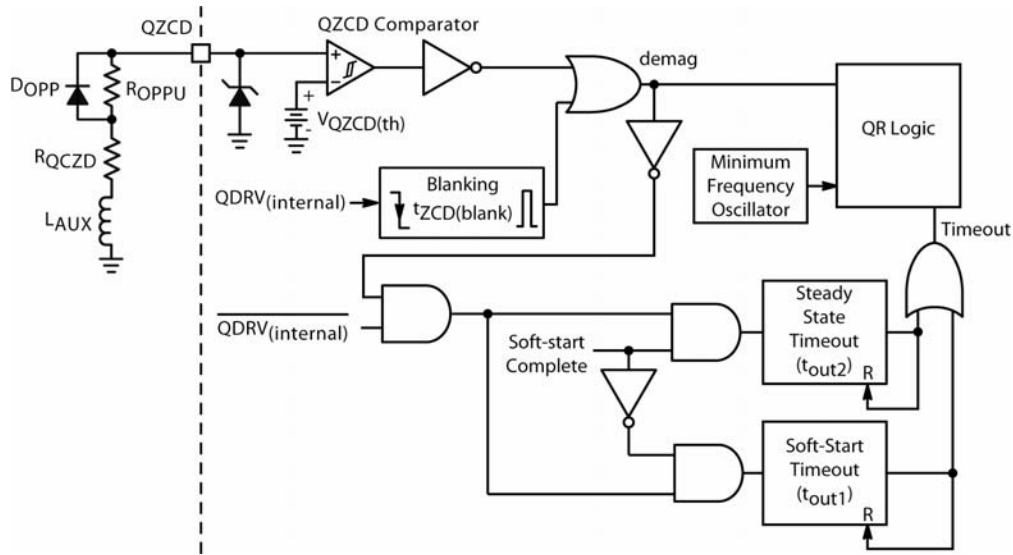 QZCD
QZCD Comparator
demag
DOPP
ROPPU
+
−
+
-
VQZCD(th)
QR Logic
RQCZD
Minimum
Frequency
Oscillator
QDRV(internal)
Blanking
tZCD(blank)
LAUX
Timeout
QDRV(internal)
Soft-start
Complete
Steady
State
Timeout
(tout2)
R
Soft-Start
Timeout
(tout1)
R